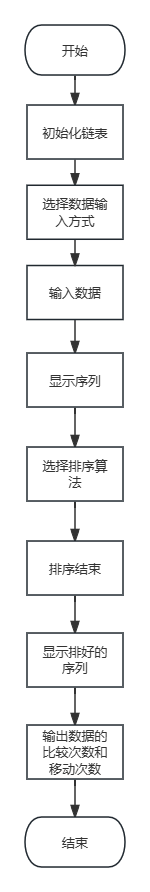 开始
初始化链表
选择数据输
入方式
输入数据
显示序列
选择排序算
法
排序结束
显示排好的
序列
输出数据的
比较次数和
移动次数
结束